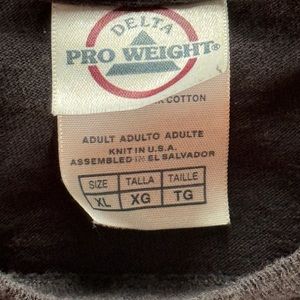 DELTA
PRO WEIGHT®
COTTON
ADULT ADULTO ADULTE
KNIT IN U.S.A.
ASSEMBLED IN EL SALVADOR
SIZE TALLA TAILLE
XL XG TG